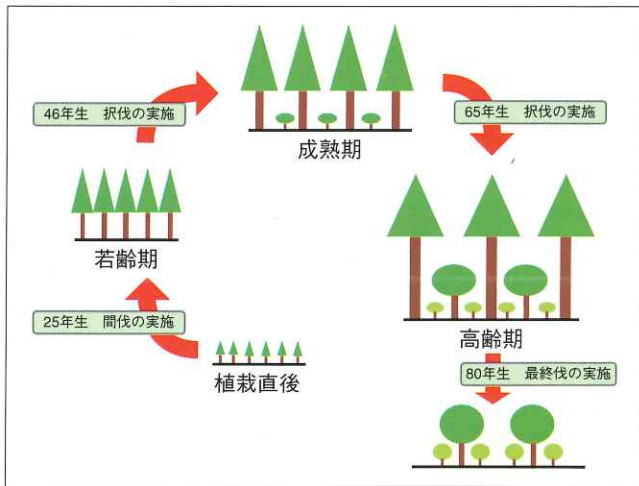 46年生　択伐の実施
65年生　択伐の実施
成熟期
若齢期
25年生　間伐の実施
植栽直後
高齢期
80年生　最終伐の実施